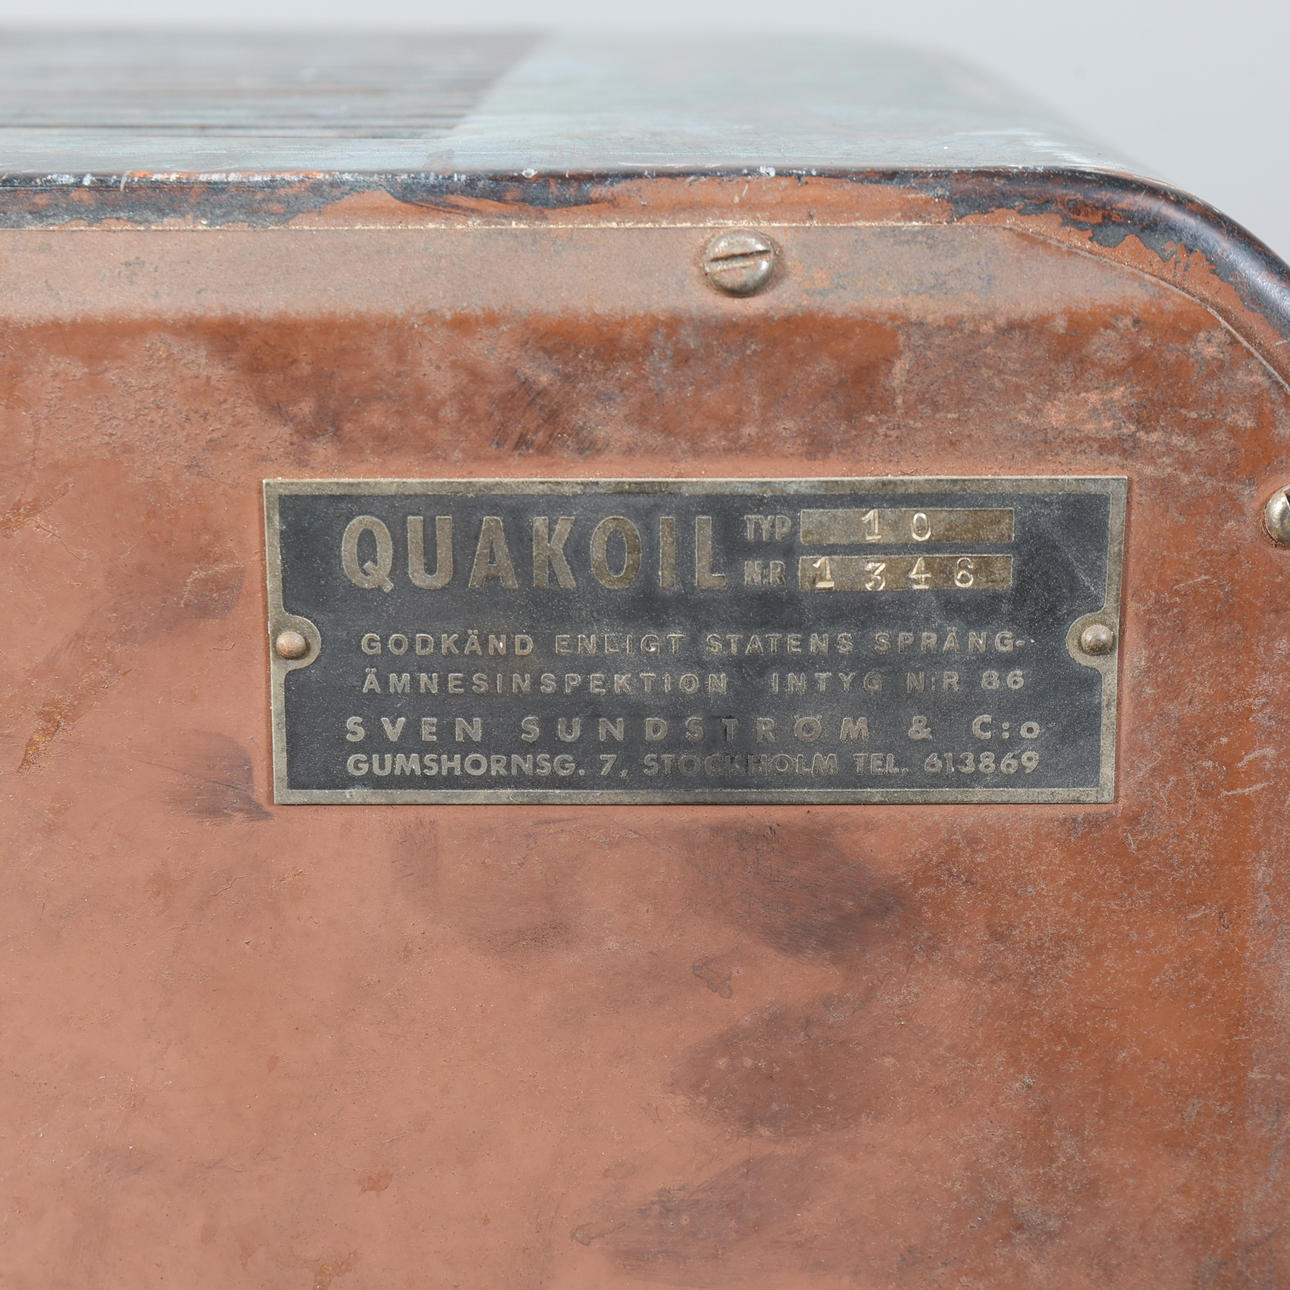 QUAKOIL TYP 10
N:R 1346
GODKÄND ENLIGT STATENS SPRÄNG-
ÄMNESINSPEKTION INTYG N:R 86
SVEN SUNDSTRÖM & C:o
GUMSHORNSG. 7, STOCKHOLM TEL. 613869